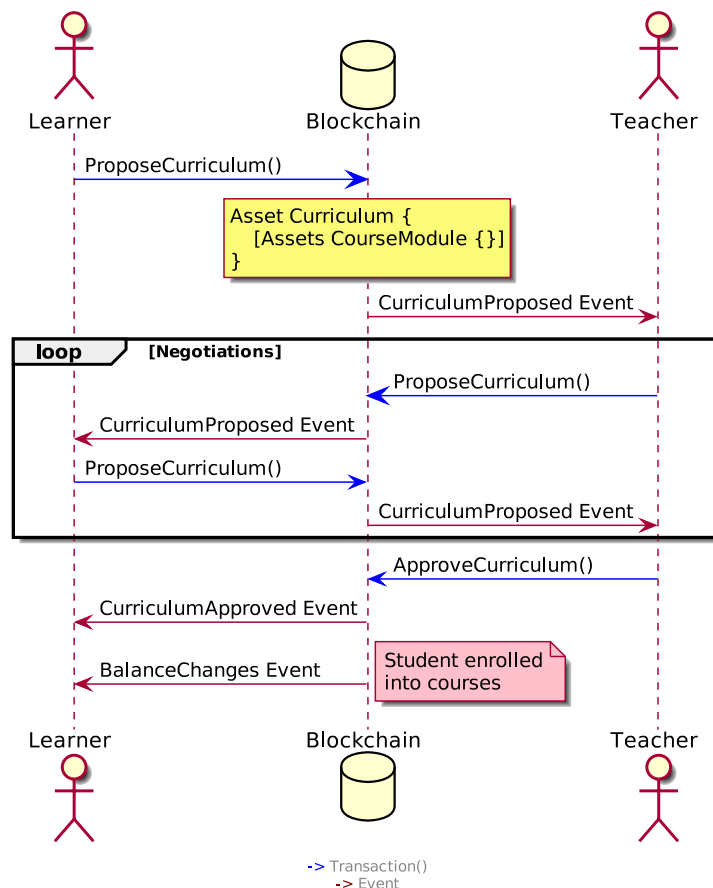 Learner
Blockchain
Teacher
ProposeCurriculum()
Asset Curriculum {
    [Assets CourseModule {}]
}
CurriculumProposed Event
loop [Negotiations]
ProposeCurriculum()
CurriculumProposed Event
ProposeCurriculum()
CurriculumProposed Event
ApproveCurriculum()
CurriculumApproved Event
BalanceChanges Event
Student enrolled
into courses
Learner
Blockchain
Teacher
-> Transaction()
-> Event